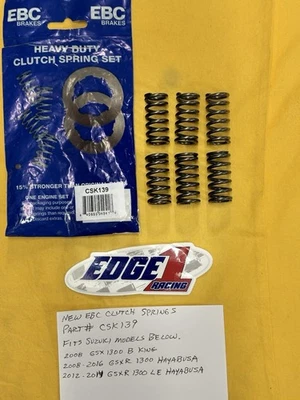 EBC
BRAKES
EBC
BRAKES
HEAVY DUTY
CLUTCH SPRING SET
15% STRONGER THAN
CSK139
ONE ENGINE SET
EDGE 1
RACING
NEW EBC CLUTCH SPRINGS
PART# CSK139
FITS SUZUKI MODELS BELOW.
2008 GSX1300 B KING
2008-2016 GSXR 1300 HAYABUSA
2012-2014 GSXR 1300 LE HAYABUSA